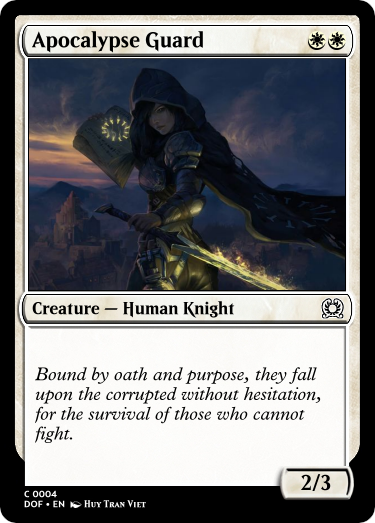 Apocalypse Guard
Creature — Human Knight
Bound by oath and purpose, they fall
upon the corrupted without hesitation,
for the survival of those who cannot
fight.
2/3
C 0004
DOF • EN Huy Tran Viet